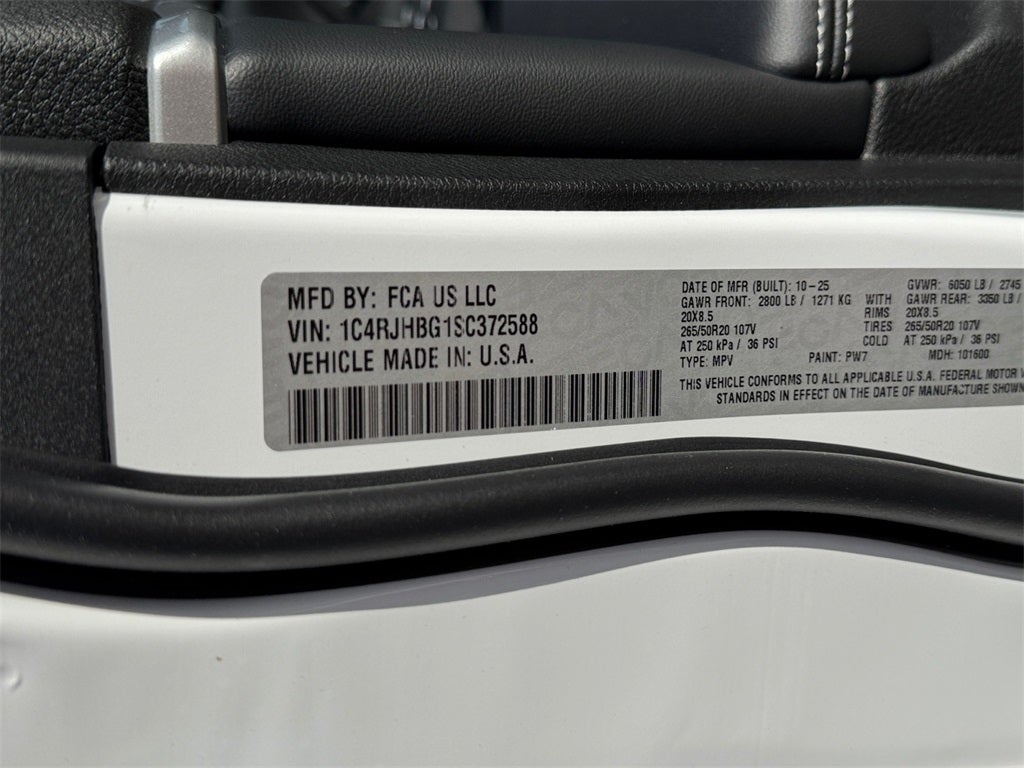 MFD BY: FCA US LLC
VIN: 1C4RJHBG1SC372588
VEHICLE MADE IN: U.S.A.
DATE OF MFR (BUILT): 10-25 GVWR: 6050 LB / 2745
GAWR FRONT: 2800 LB / 1271 KG WITH GAWR REAR: 3350 LB /
20X8.5 RIMS 20X8.5
265/50R20 107V TIRES 265/50R20 107V
AT 250 kPa / 36 PSI COLD AT 250 kPa / 36 PSI
TYPE: MPV PAINT: PW7 MDH: 101600
THIS VEHICLE CONFORMS TO ALL APPLICABLE U.S.A. FEDERAL MOTOR V
STANDARDS IN EFFECT ON THE DATE OF MANUFACTURE SHOWN